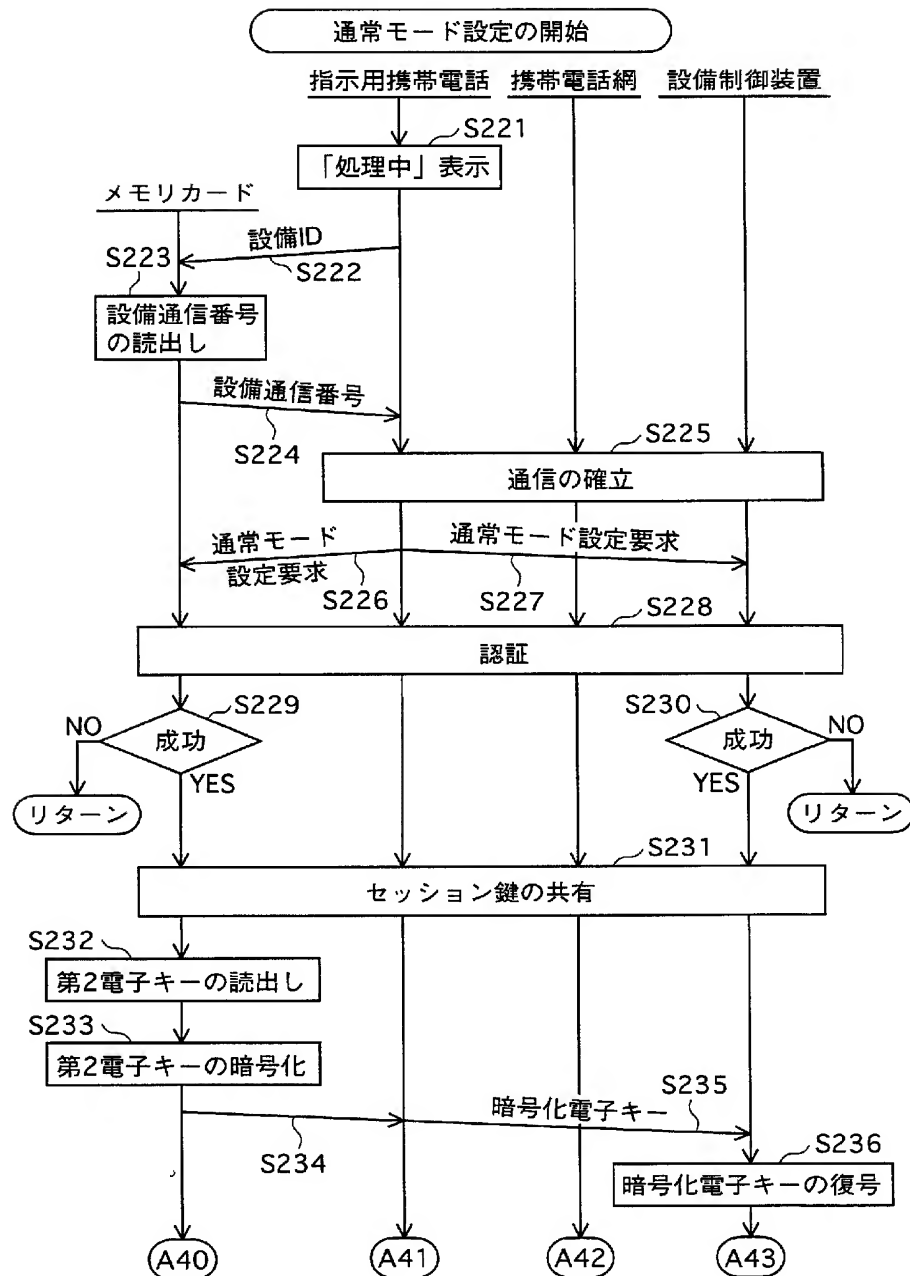 通常モード設定の開始
指示用携帯電話 携帯電話網 設備制御装置
S221
「処理中」表示
メモリカード
設備ID
S222
S223
設備通信番号
の読出し
設備通信番号
S224
S225
通信の確立
通常モード
設定要求
通常モード設定要求
S226
S227
S228
認証
S229
成功
NO
YES
リターン
S230
成功
NO
YES
リターン
S231
セッション鍵の共有
S232
第2電子キーの読出し
S233
第2電子キーの暗号化
S234
暗号化電子キー
S235
S236
暗号化電子キーの復号
A40 A41 A42 A43